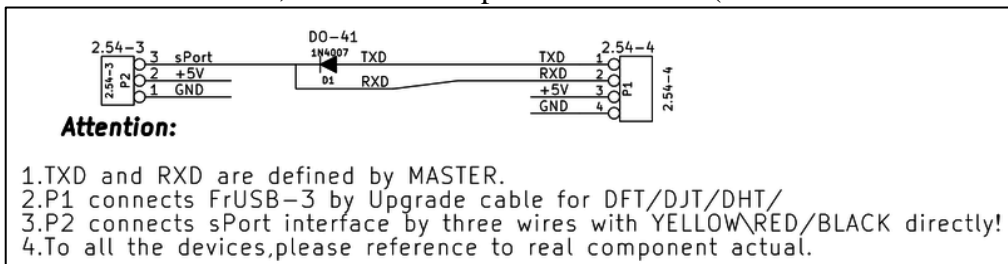 DO-41
2.54-3
1N4007
2.54-4
3 sPort
TXD
TXD 1
2.54-3
P2
2 +5V
D1
RXD
RXD 2
P1
2.54-4
1 GND
+5V 3
GND 4
Attention:
1.TXD and RXD are defined by MASTER.
2.P1 connects FrUSB-3 by Upgrade cable for DFT/DJT/DHT/
3.P2 connects sPort interface by three wires with YELLOW\RED/BLACK directly!
4.To all the devices,please reference to real component actual.